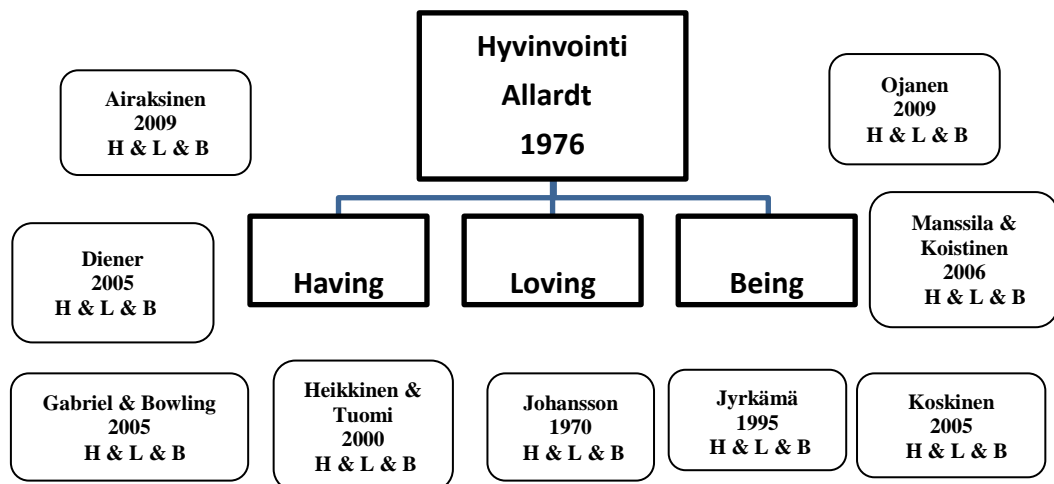 Hyvinvointi
Allardt
1976
Airaksinen
2009
H & L & B
Ojanen
2009
H & L & B
Diener
2005
H & L & B
Having
Loving
Being
Manssila &
Koistinen
2006
H & L & B
Gabriel & Bowling
2005
H & L & B
Heikkinen &
Tuomi
2000
H & L & B
Johansson
1970
H & L & B
Jyrkämä
1995
H & L & B
Koskinen
2005
H & L & B